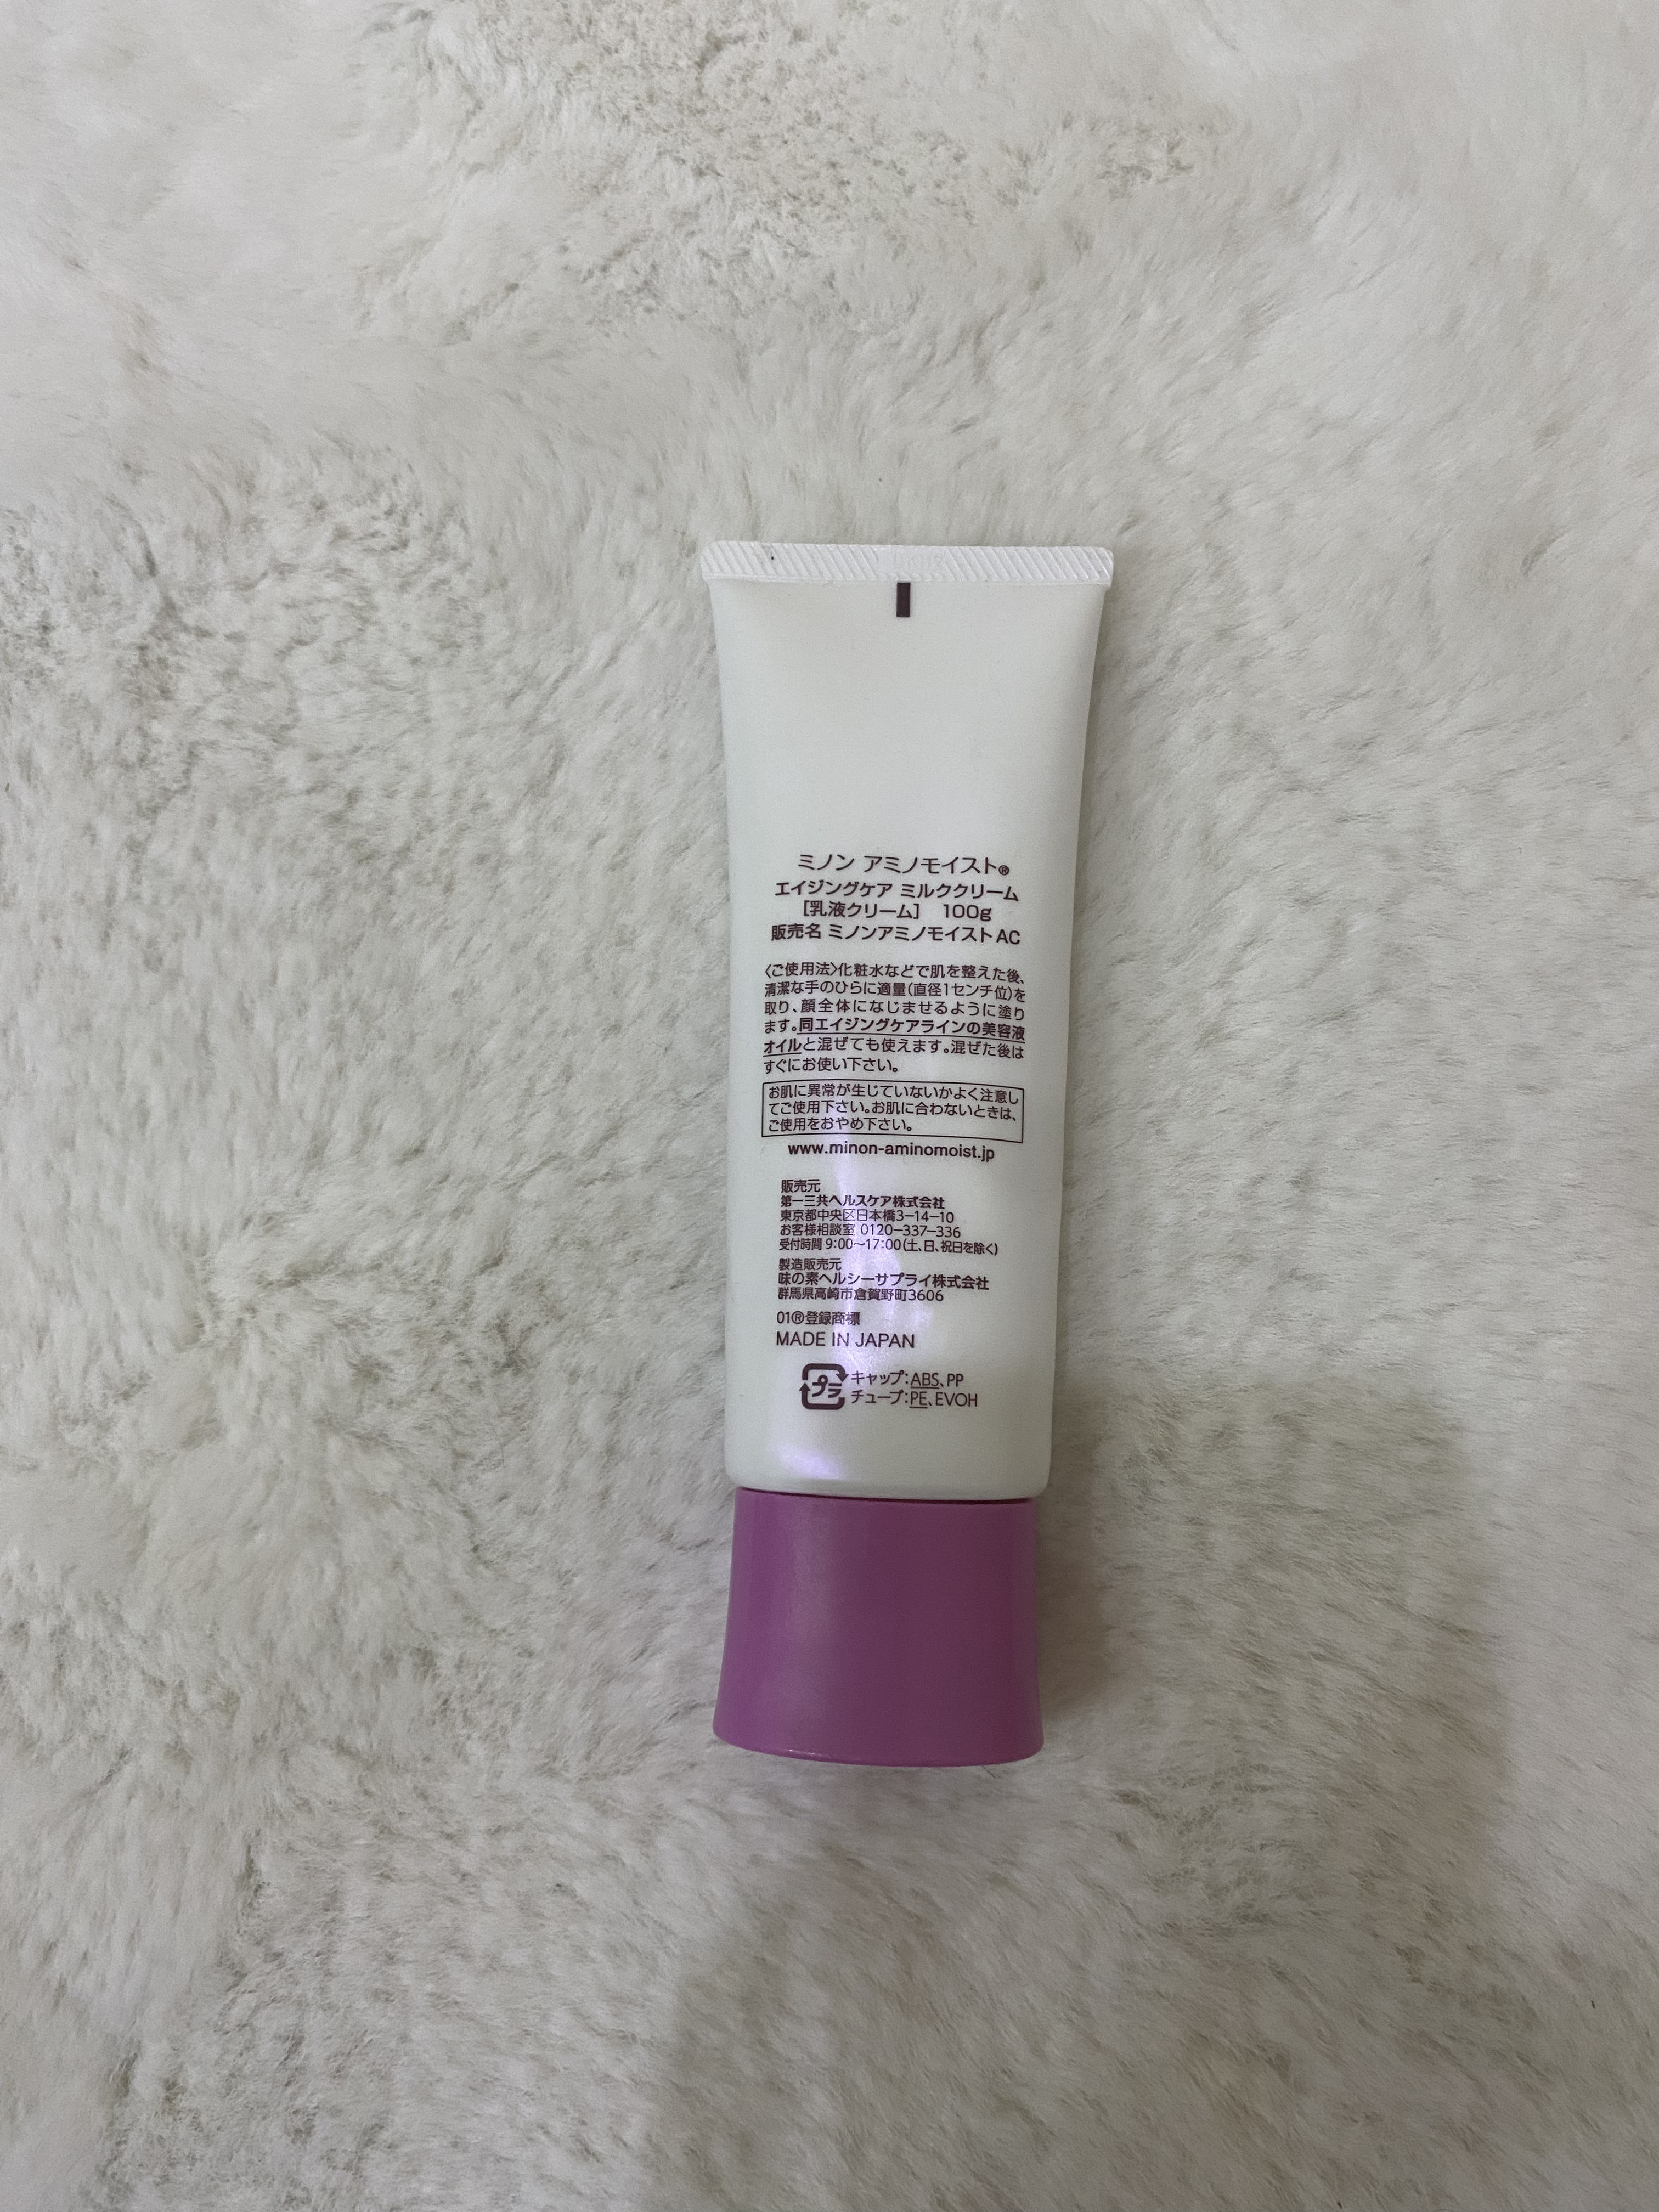 ミノン アミノモイスト®
エイジングケア ミルククリーム
［乳液クリーム］ 100g
販売名 ミノンアミノモイスト AC
〈ご使用法〉化粧水などで肌を整えた後、
清潔な手のひらに適量(直径1センチ位)を
取り、顔全体になじませるように塗り
ます。同エイジングケアラインの美容液
オイルと混ぜても使えます。混ぜた後は
すぐにお使い下さい。
お肌に異常が生じていないかよく注意し
てご使用下さい。お肌に合わないときは、
ご使用をおやめ下さい。
www.minon-aminomoist.jp
販売元
第一三共ヘルスケア株式会社
東京都中央区日本橋3-14-10
お客様相談室 0120-337-336
受付時間 9:00〜17:00(土、日、祝日を除く)
製造販売元
味の素ヘルシーサプライ株式会社
群馬県高崎市倉賀野町3606
01®登録商標
MADE IN JAPAN
プラ キャップ:ABS、PP
チューブ:PE、EVOH